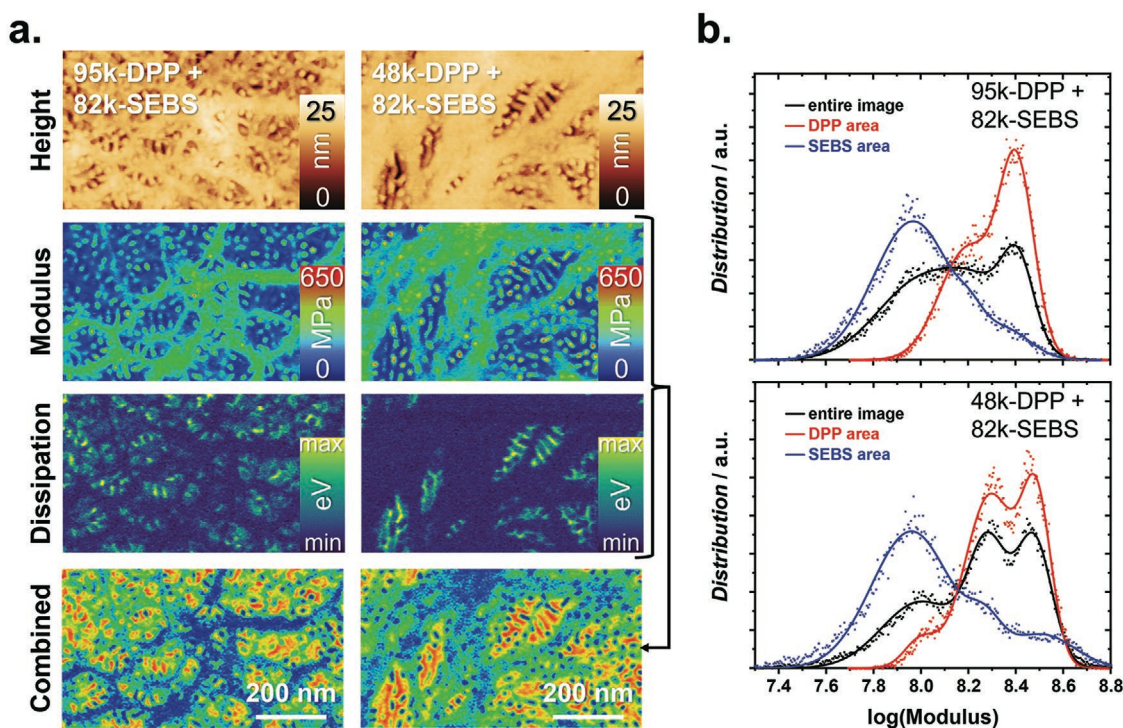 a.
95k-DPP +
82k-SEBS
48k-DPP +
82k-SEBS
Height
25
nm
0
25
nm
0
Modulus
650
MPa
0
650
MPa
0
Dissipation
max
eV
min
max
eV
min
Combined
200 nm
200 nm
b.
entire image
DPP area
SEBS area
95k-DPP +
82k-SEBS
Distribution / a.u.
entire image
DPP area
SEBS area
48k-DPP +
82k-SEBS
Distribution / a.u.
7.4 7.6 7.8 8.0 8.2 8.4 8.6 8.8
log(Modulus)